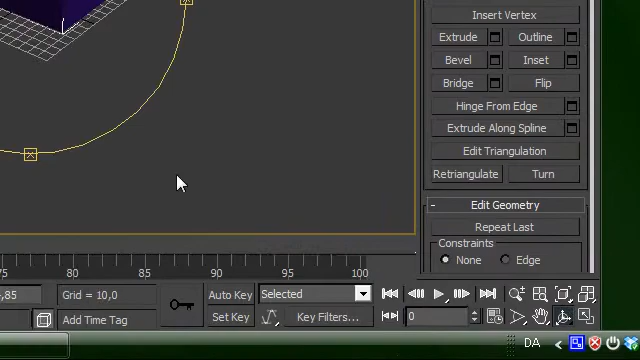 Insert Vertex
Extrude Outline
Bevel Inset
Bridge Flip
Hinge From Edge
Extrude Along Spline
Edit Triangulation
Retriangulate Turn
- Edit Geometry
Repeat Last
Constraints
None Edge
75 80 85 90 95 100
,85 Grid = 10,0 Auto Key Selected
Add Time Tag Set Key Key Filters... 0
DA